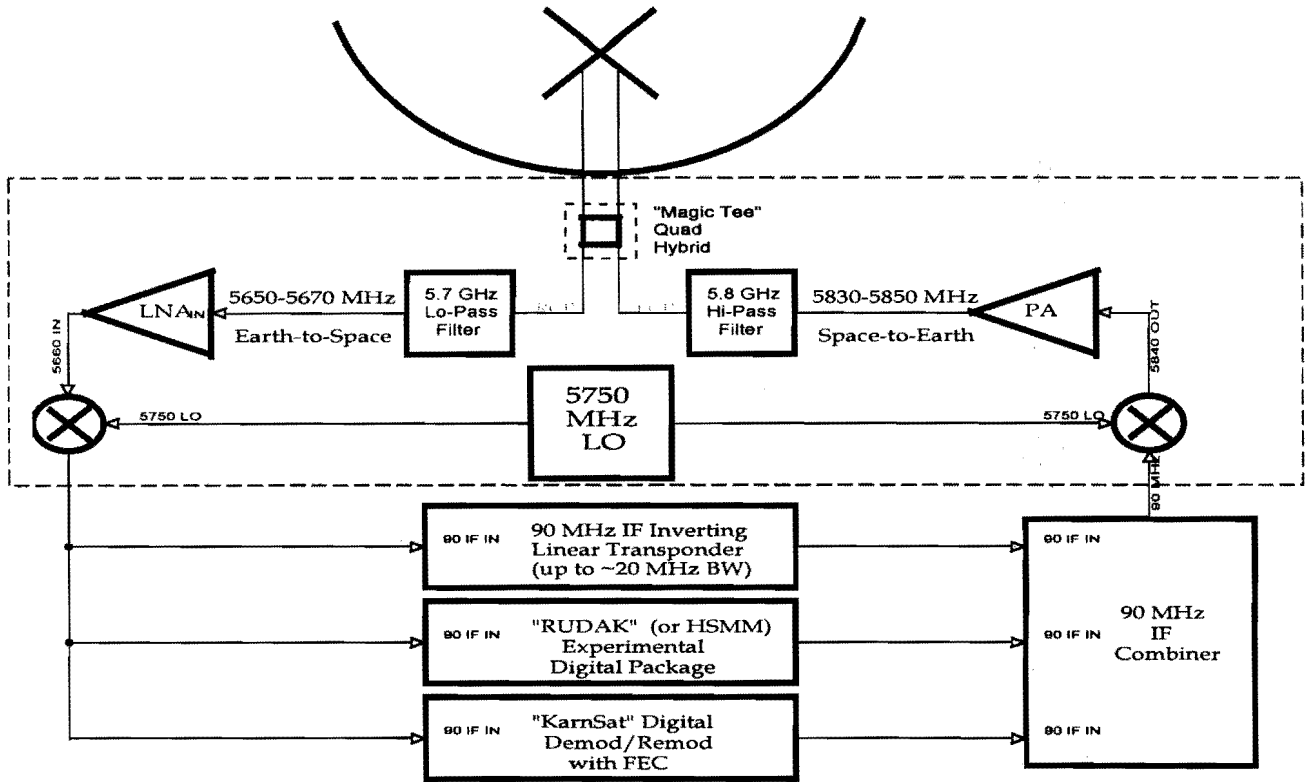 "Magic Tee"
Quad
Hybrid
LNA IN
5650-5670 MHz
Earth-to-Space
5.7 GHz
Lo-Pass
Filter
5.8 GHz
Hi-Pass
Filter
5830-5850 MHz
Space-to-Earth
PA
5660 IN
5840 OUT
5750 LO
5750
MHz
LO
5750 LO
90 MHz
90 IF IN
90 MHz IF Inverting
Linear Transponder
(up to ~20 MHz BW)
90 IF IN
"RUDAK" (or HSMM)
Experimental
Digital Package
90 IF IN
"KarnSat" Digital
Demod/Remod
with FEC
90 IF IN
90 IF IN
90 IF IN
90 MHz
IF
Combiner